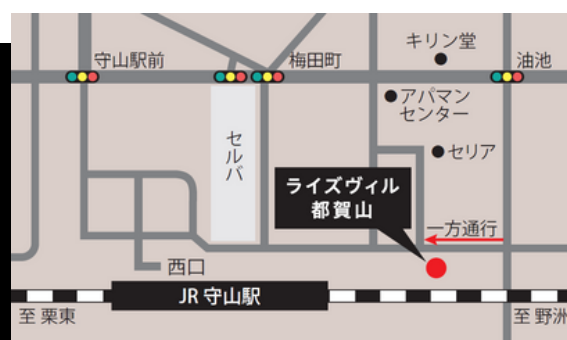 キリン堂
守山駅前
梅田町
油池
アパマン
センター
セルバ
セリア
ライズヴィル
都賀山
一方通行
西口
JR 守山駅
至 栗東
至 野洲